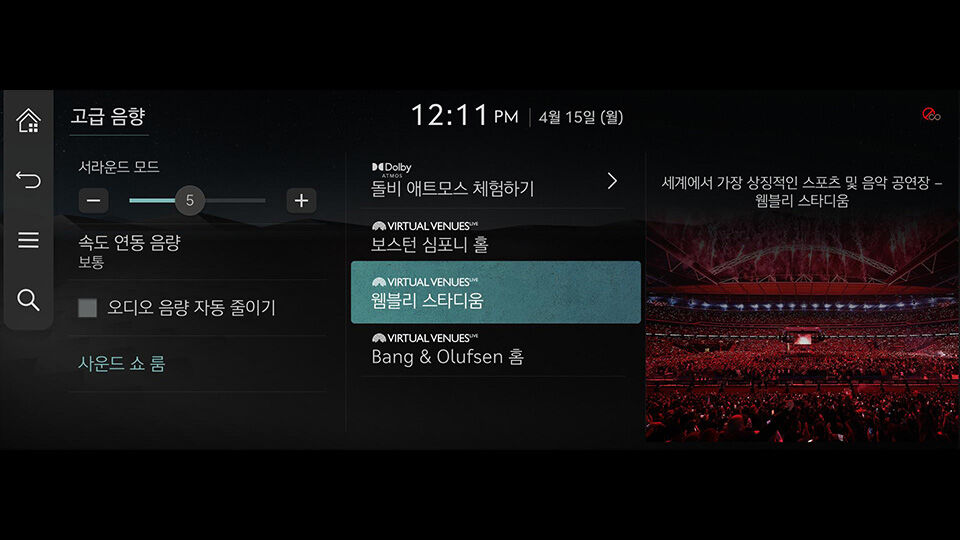 고급 음향
12:11 PM | 4월 15일 (월)
서라운드 모드
5
속도 연동 음량
보통
오디오 음량 자동 줄이기
사운드 쇼 룸
Dolby
ATMOS
돌비 애트모스 체험하기
VIRTUAL VENUES LIVE
보스턴 심포니 홀
VIRTUAL VENUES LIVE
웸블리 스타디움
VIRTUAL VENUES LIVE
Bang & Olufsen 홈
세계에서 가장 상징적인 스포츠 및 음악 공연장 –
웸블리 스타디움